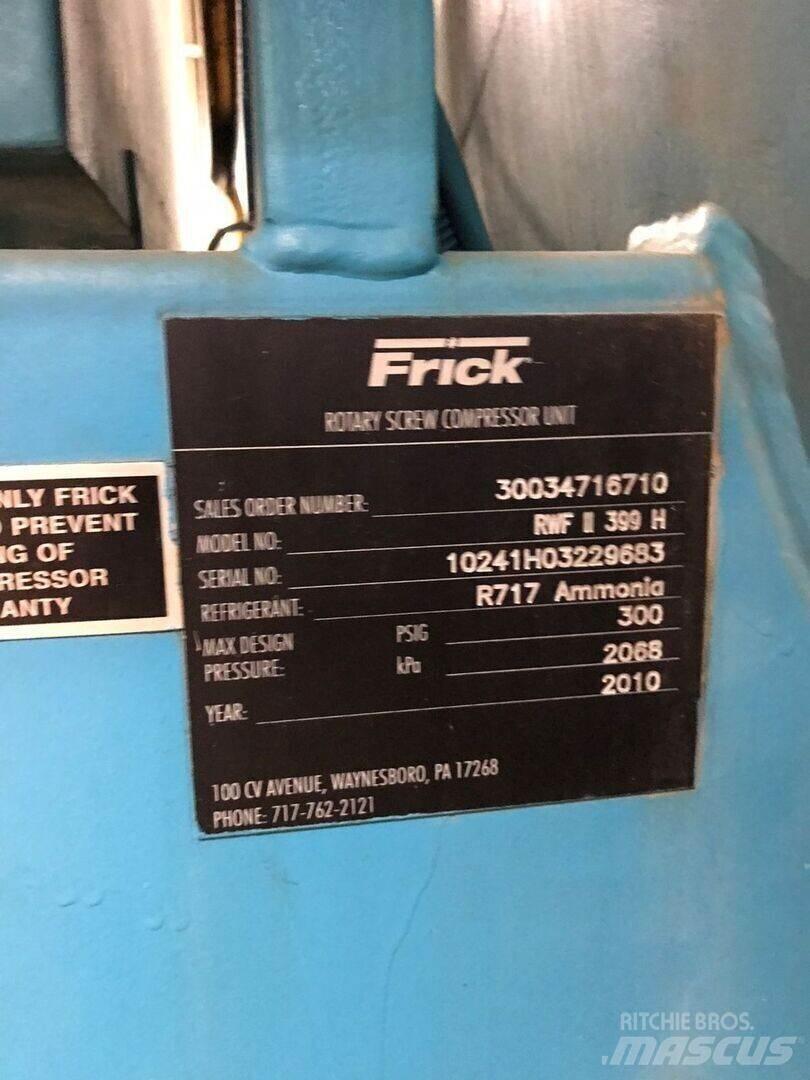 Frick
ROTARY SCREW COMPRESSOR UNIT
SALES ORDER NUMBER: 30034716710
MODEL NO: RWF II 399 H
SERIAL NO: 10241H03229683
REFRIGERANT: R717 Ammonia
MAX DESIGN PSIG 300
PRESSURE: kPa 2068
YEAR: 2010
100 CV AVENUE, WAYNESBORO, PA 17268
PHONE: 717-762-2121
NLY FRICK
PREVENT
NG OF
RESSOR
ANTY
RITCHIE BROS.
MASCUS